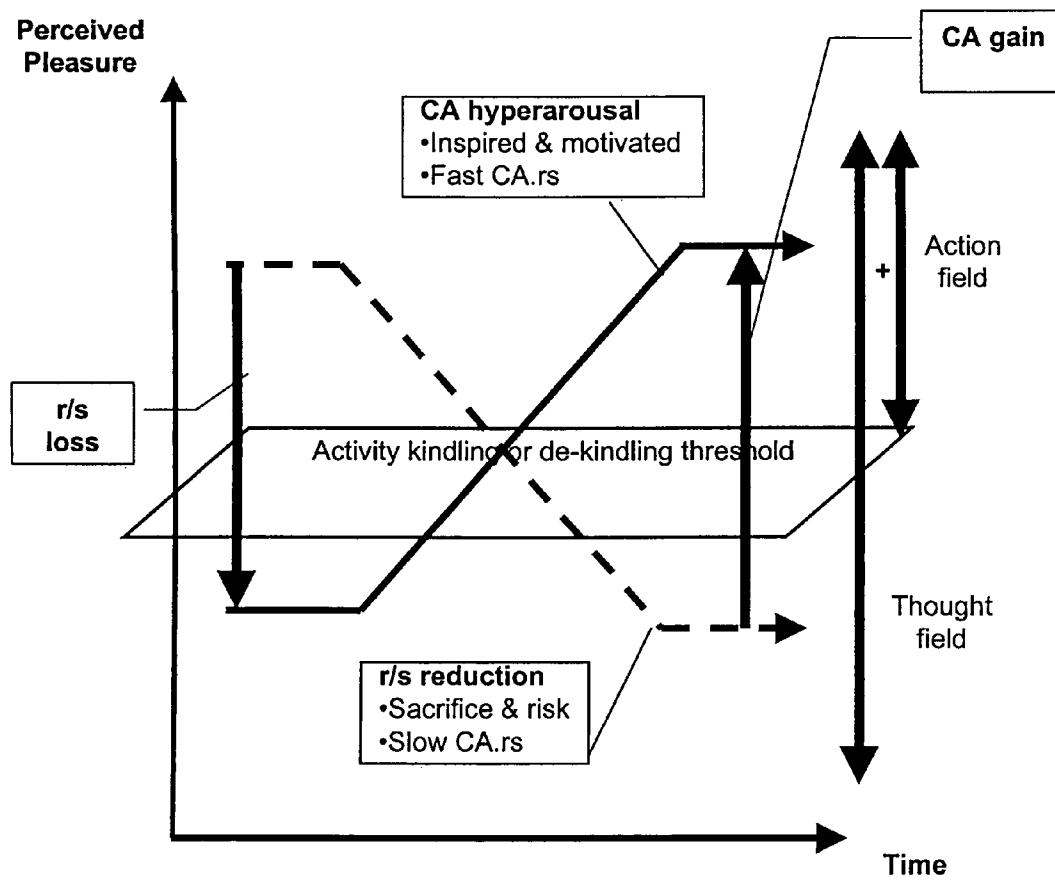 Perceived
Pleasure
CA gain
CA hyperarousal
•Inspired & motivated
•Fast CA.rs
+
Action
field
r/s
loss
Activity kindling or de-kindling threshold
Thought
field
r/s reduction
•Sacrifice & risk
•Slow CA.rs
Time